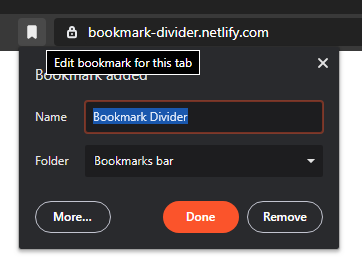 bookmark-divider.netlify.com
Edit bookmark for this tab
Bookmark added
Name
Bookmark Divider
Folder
Bookmarks bar
More...
Done
Remove